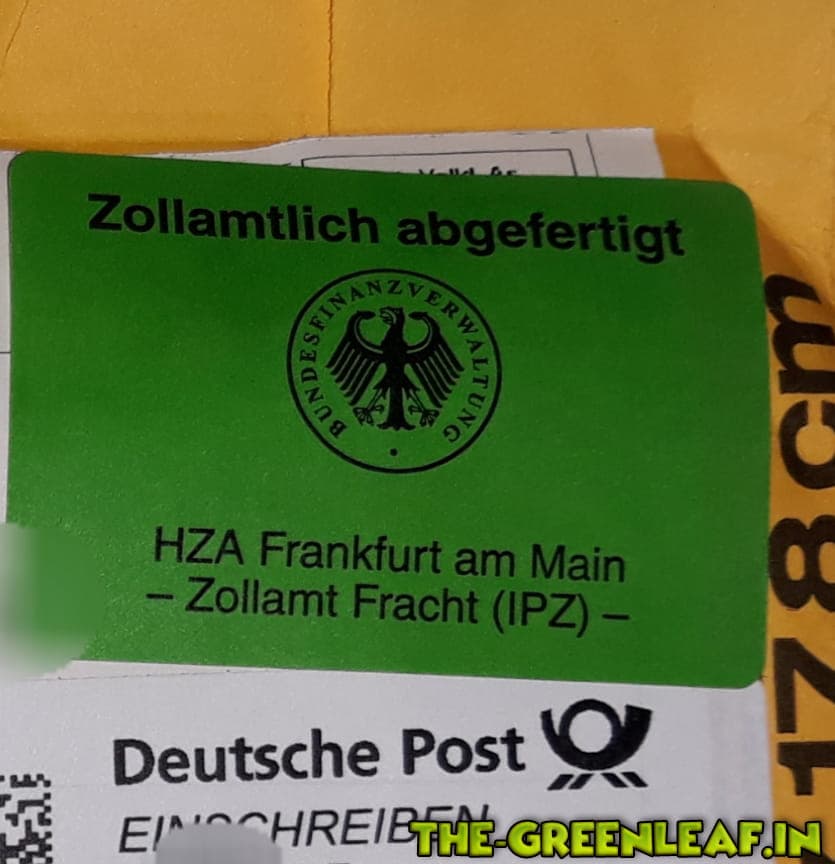 Zollamtlich abgefertigt
BUNDESFINANZVERWALTUNG
HZA Frankfurt am Main
– Zollamt Fracht (IPZ) –
Deutsche Post
178cm
THE-GREENLEAF.IN